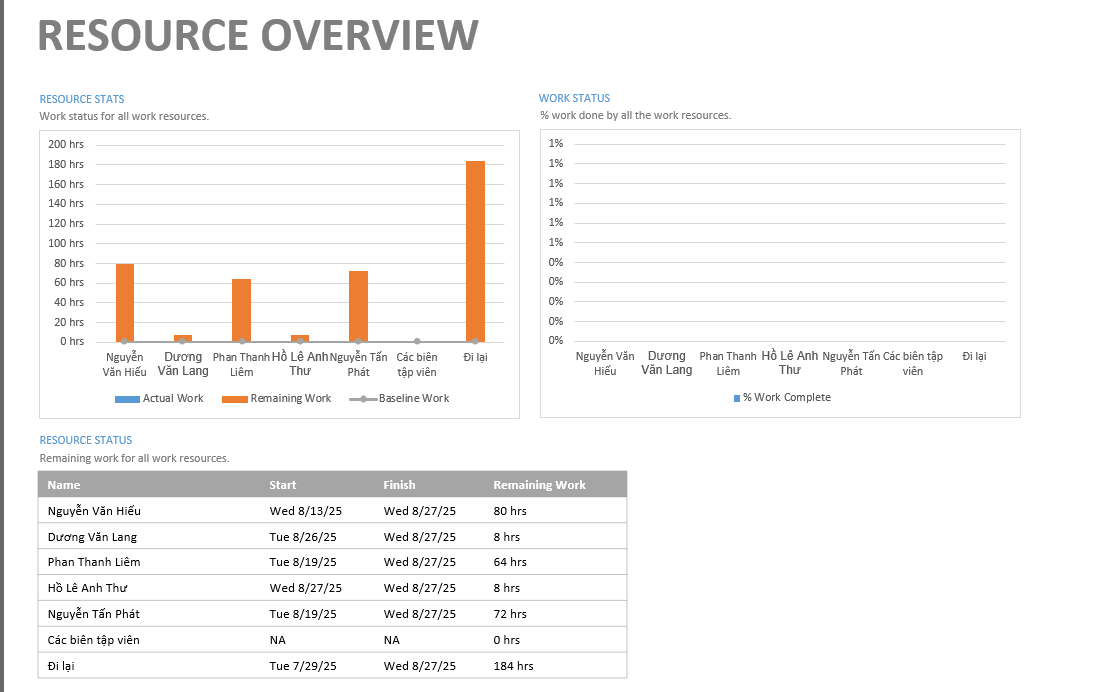 RESOURCE OVERVIEW
RESOURCE STATS
Work status for all work resources.
200 hrs
180 hrs
160 hrs
140 hrs
120 hrs
100 hrs
80 hrs
60 hrs
40 hrs
20 hrs
0 hrs
Nguyễn Dương Phan Thanh Hồ Lê Anh Nguyễn Tấn Các biên Đi lại
Văn Hiếu Văn Lang Liêm Thư Phát tập viên
Actual Work Remaining Work Baseline Work
WORK STATUS
% work done by all the work resources.
1%
1%
1%
1%
1%
1%
0%
0%
0%
0%
0%
Nguyễn Văn Dương Phan Thanh Hồ Lê Anh Nguyễn Tấn Các biên tập Đi lại
Hiếu Văn Lang Liêm Thư Phát viên
% Work Complete
RESOURCE STATUS
Remaining work for all work resources.
Name Start Finish Remaining Work
Nguyễn Văn Hiếu Wed 8/13/25 Wed 8/27/25 80 hrs
Dương Văn Lang Tue 8/26/25 Wed 8/27/25 8 hrs
Phan Thanh Liêm Tue 8/19/25 Wed 8/27/25 64 hrs
Hồ Lê Anh Thư Wed 8/27/25 Wed 8/27/25 8 hrs
Nguyễn Tấn Phát Tue 8/19/25 Wed 8/27/25 72 hrs
Các biên tập viên NA NA 0 hrs
Đi lại Tue 7/29/25 Wed 8/27/25 184 hrs